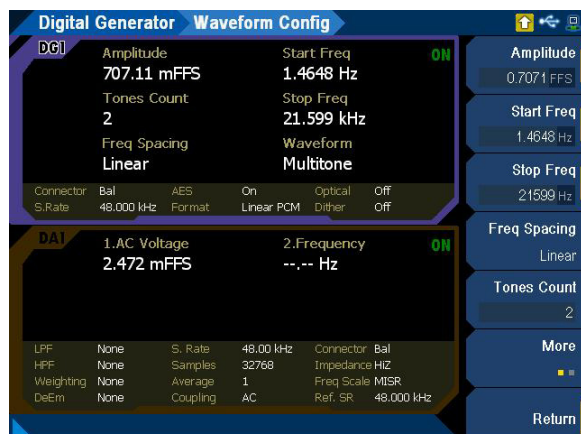 Digital Generator Waveform Config
DG1
ON
Amplitude Start Freq
707.11 mFFS 1.4648 Hz
Tones Count Stop Freq
2 21.599 kHz
Freq Spacing Waveform
Linear Multitone
Connector Bal AES On Optical Off
S.Rate 48.000 kHz Format Linear PCM Dither Off
DA1
ON
1.AC Voltage 2.Frequency
2.472 mFFS --.-- Hz
LPF None S. Rate 48.00 kHz Connector Bal
HPF None Samples 32768 Impedance HiZ
Weighting None Average 1 Freq Scale MISR
DeEm None Coupling AC Ref. SR 48.000 kHz
Amplitude
0.7071 FFS
Start Freq
1.4648 Hz
Stop Freq
21599 Hz
Freq Spacing
Linear
Tones Count
2
More
Return